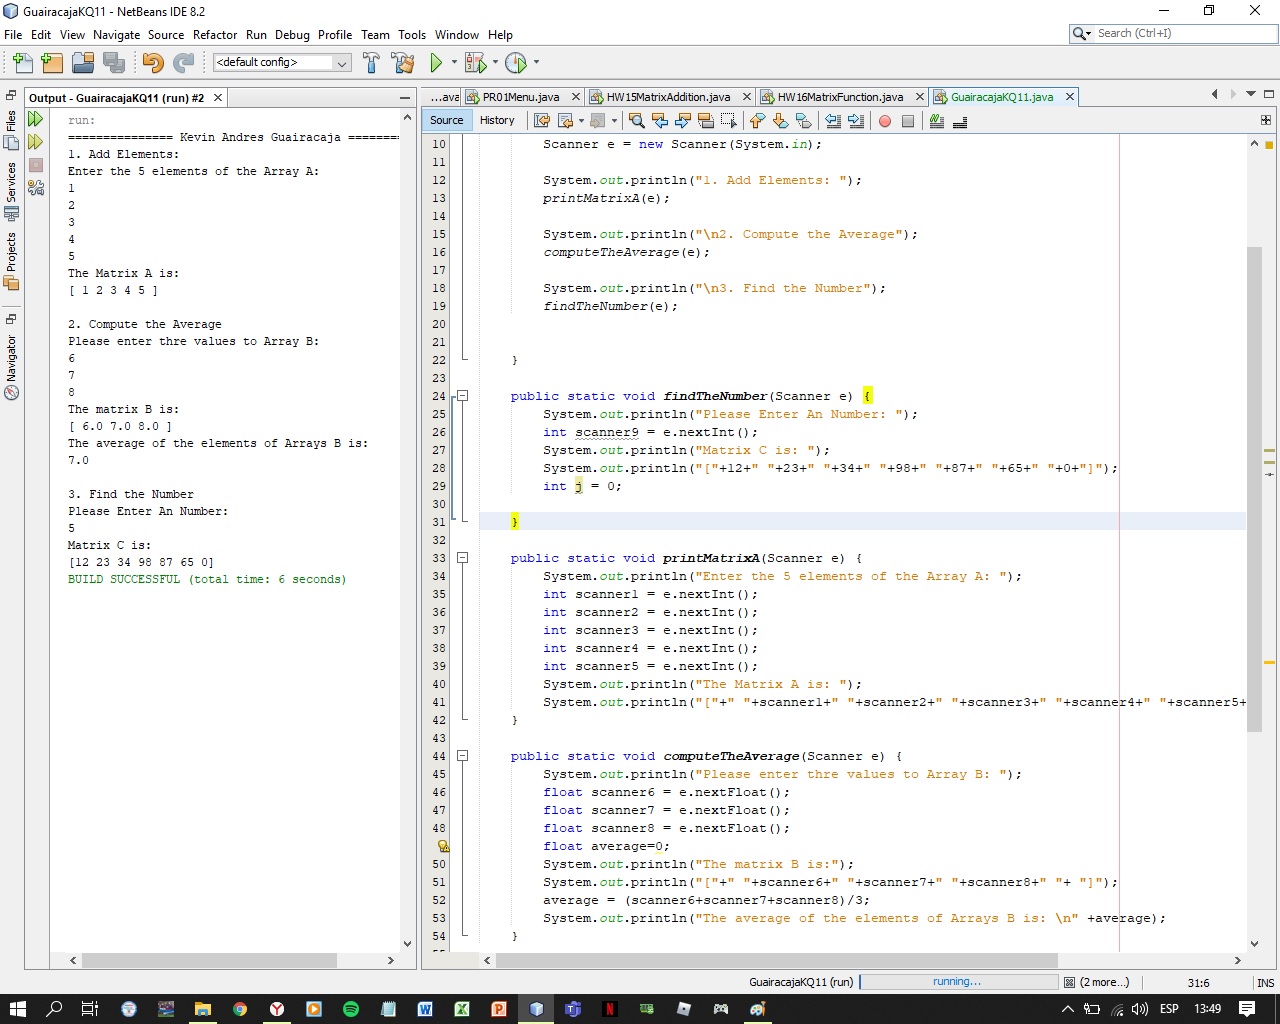 GuairacajaKQ11 - NetBeans IDE 8.2
File Edit View Navigate Source Refactor Run Debug Profile Team Tools Window Help
Search (Ctrl+I)
<default config>
Output - GuairacajaKQ11 (run) #2
...ava PR01Menu.java HW15MatrixAddition.java HW16MatrixFunction.java GuairacajaKQ11.java
Source History
Files
Services
Projects
Navigator
run:
=============== Kevin Andres Guairacaja ========
1. Add Elements:
Enter the 5 elements of the Array A:
1
2
3
4
5
The Matrix A is:
[ 1 2 3 4 5 ]
2. Compute the Average
Please enter thre values to Array B:
6
7
8
The matrix B is:
[ 6.0 7.0 8.0 ]
The average of the elements of Arrays B is:
7.0
3. Find the Number
Please Enter An Number:
5
Matrix C is:
[12 23 34 98 87 65 0]
BUILD SUCCESSFUL (total time: 6 seconds)
10 Scanner e = new Scanner(System.in);
11
12 System.out.println("1. Add Elements: ");
13 printMatrixA(e);
14
15 System.out.println("\n2. Compute the Average");
16 computeTheAverage(e);
17
18 System.out.println("\n3. Find the Number");
19 findTheNumber(e);
20
21
22 }
23
24 public static void findTheNumber(Scanner e) {
25 System.out.println("Please Enter An Number: ");
26 int scanner9 = e.nextInt();
27 System.out.println("Matrix C is: ");
28 System.out.println("["+12+" "+23+" "+34+" "+98+" "+87+" "+65+" "+0+"]");
29 int j = 0;
30
31 }
32
33 public static void printMatrixA(Scanner e) {
34 System.out.println("Enter the 5 elements of the Array A: ");
35 int scanner1 = e.nextInt();
36 int scanner2 = e.nextInt();
37 int scanner3 = e.nextInt();
38 int scanner4 = e.nextInt();
39 int scanner5 = e.nextInt();
40 System.out.println("The Matrix A is: ");
41 System.out.println("["+" "+scanner1+" "+scanner2+" "+scanner3+" "+scanner4+" "+scanner5+
42 }
43
44 public static void computeTheAverage(Scanner e) {
45 System.out.println("Please enter thre values to Array B: ");
46 float scanner6 = e.nextFloat();
47 float scanner7 = e.nextFloat();
48 float scanner8 = e.nextFloat();
float average=0;
50 System.out.println("The matrix B is:");
51 System.out.println("["+" "+scanner6+" "+scanner7+" "+scanner8+" "+ "]");
52 average = (scanner6+scanner7+scanner8)/3;
53 System.out.println("The average of the elements of Arrays B is: \n" +average);
54 }
GuairacajaKQ11 (run) running... (2 more...) 31:6 INS
ESP 13:49